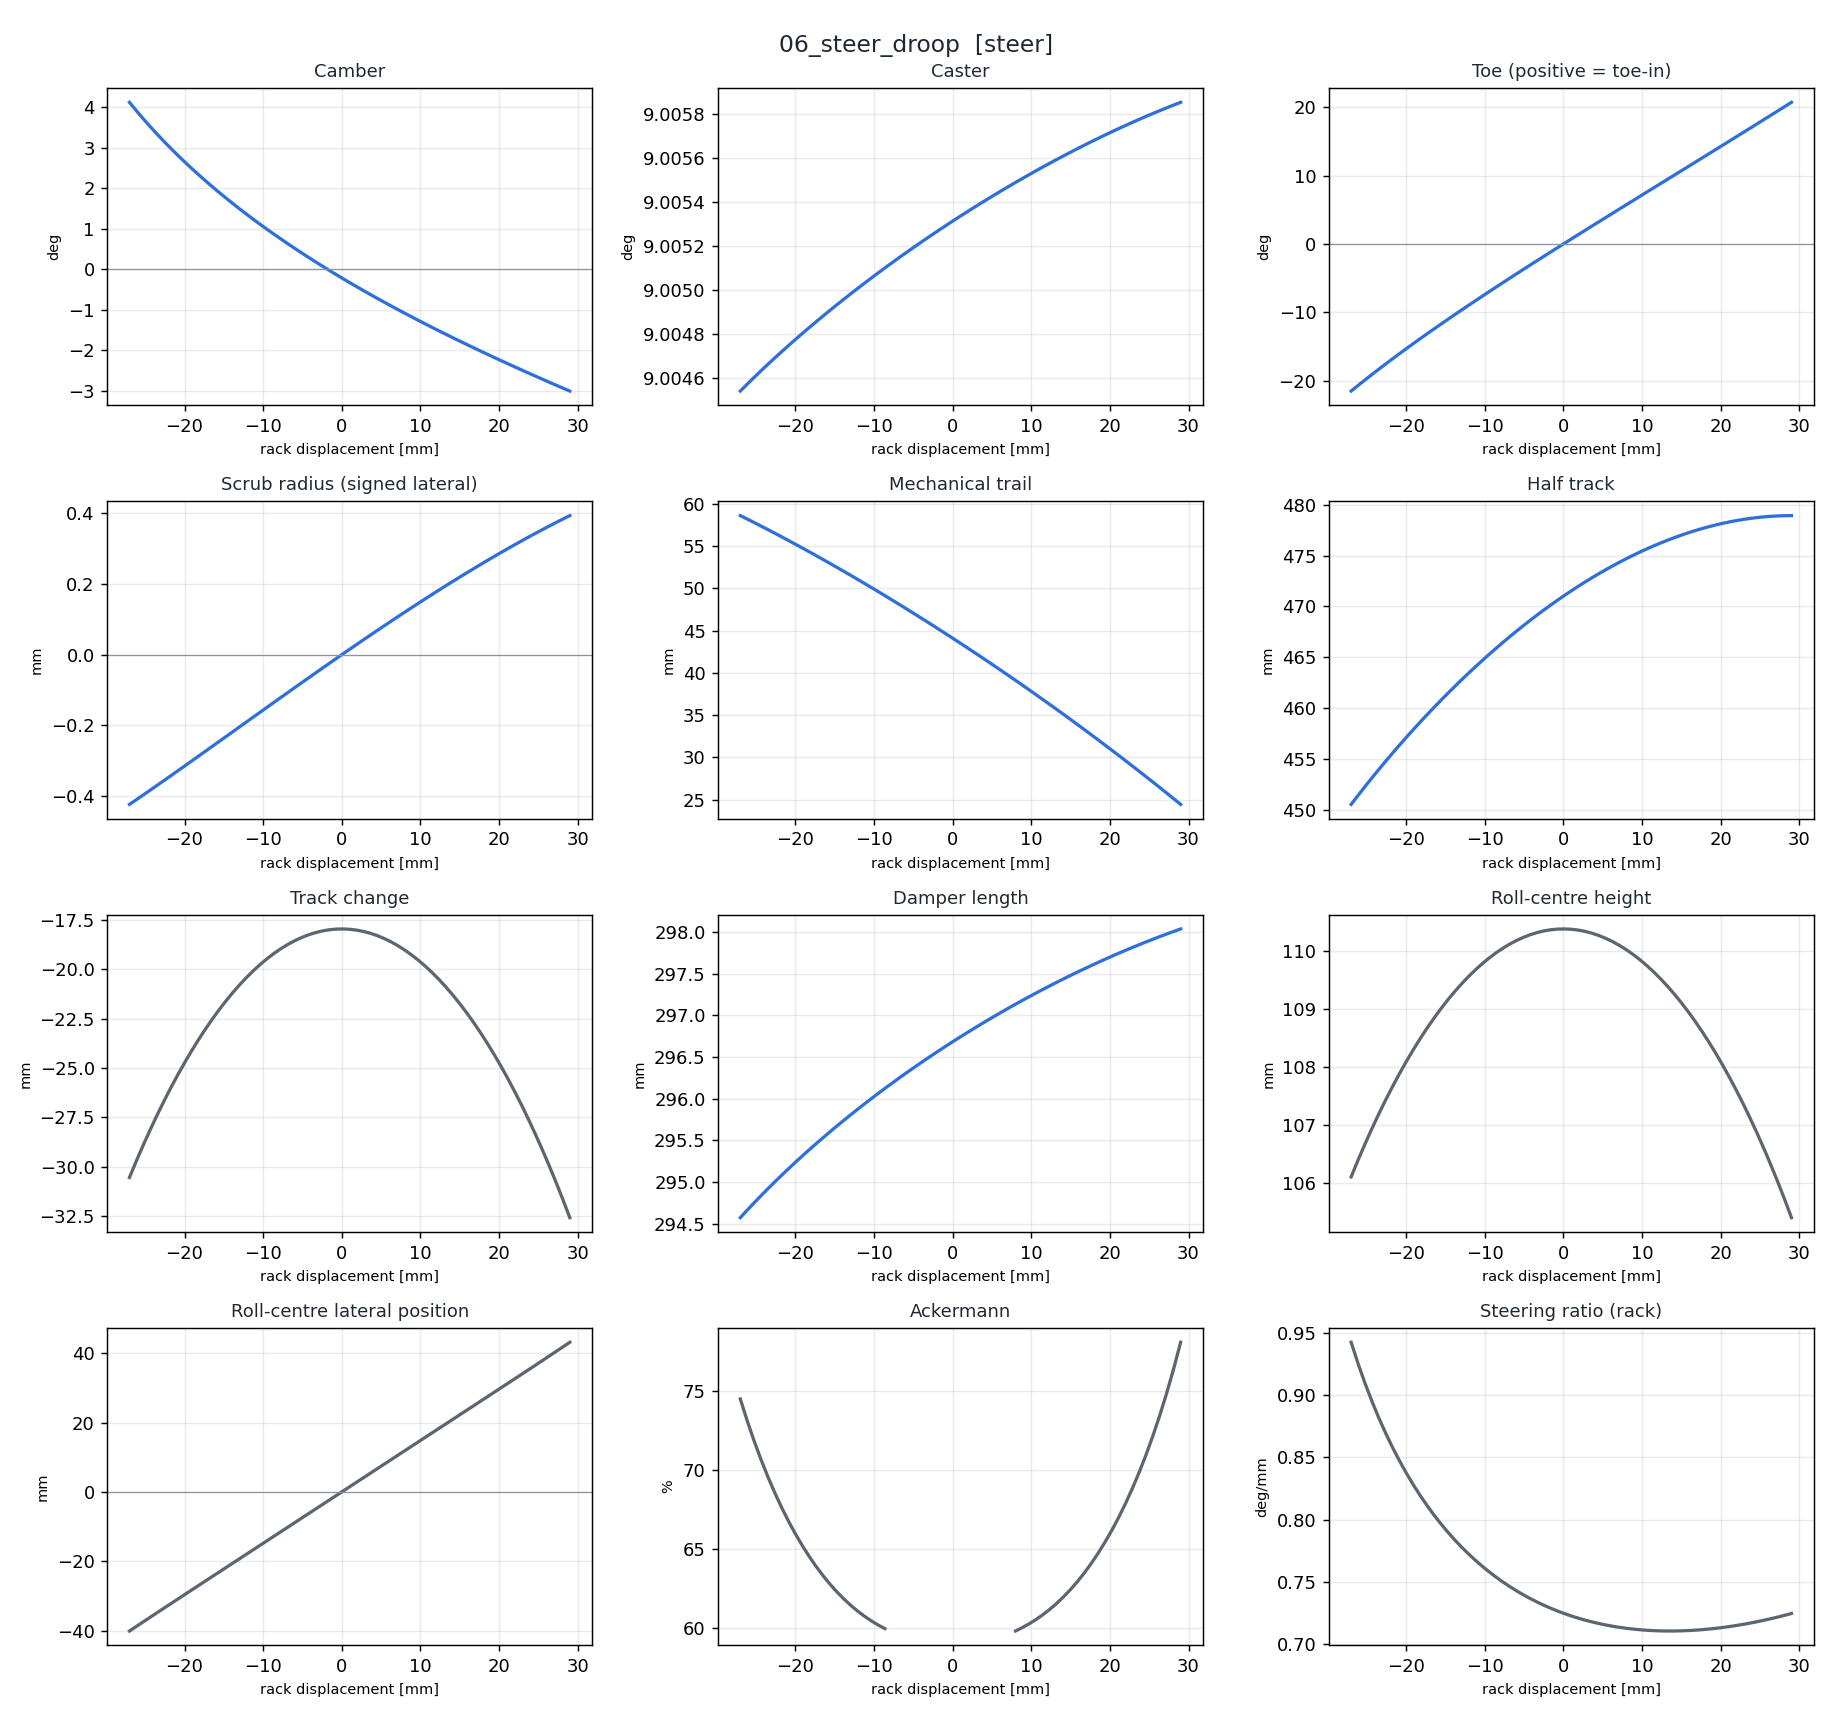 06_steer_droop  [steer]
Camber
deg
4
3
2
1
0
−1
−2
−3
−20 −10 0 10 20 30
rack displacement [mm]
Caster
deg
9.0058
9.0056
9.0054
9.0052
9.0050
9.0048
9.0046
−20 −10 0 10 20 30
rack displacement [mm]
Toe (positive = toe-in)
deg
20
10
0
−10
−20
−20 −10 0 10 20 30
rack displacement [mm]
Scrub radius (signed lateral)
mm
0.4
0.2
0.0
−0.2
−0.4
−20 −10 0 10 20 30
rack displacement [mm]
Mechanical trail
mm
60
55
50
45
40
35
30
25
−20 −10 0 10 20 30
rack displacement [mm]
Half track
mm
480
475
470
465
460
455
450
−20 −10 0 10 20 30
rack displacement [mm]
Track change
mm
−17.5
−20.0
−22.5
−25.0
−27.5
−30.0
−32.5
−20 −10 0 10 20 30
rack displacement [mm]
Damper length
mm
298.0
297.5
297.0
296.5
296.0
295.5
295.0
294.5
−20 −10 0 10 20 30
rack displacement [mm]
Roll-centre height
mm
110
109
108
107
106
−20 −10 0 10 20 30
rack displacement [mm]
Roll-centre lateral position
mm
40
20
0
−20
−40
−20 −10 0 10 20 30
rack displacement [mm]
Ackermann
%
75
70
65
60
−20 −10 0 10 20 30
rack displacement [mm]
Steering ratio (rack)
deg/mm
0.95
0.90
0.85
0.80
0.75
0.70
−20 −10 0 10 20 30
rack displacement [mm]